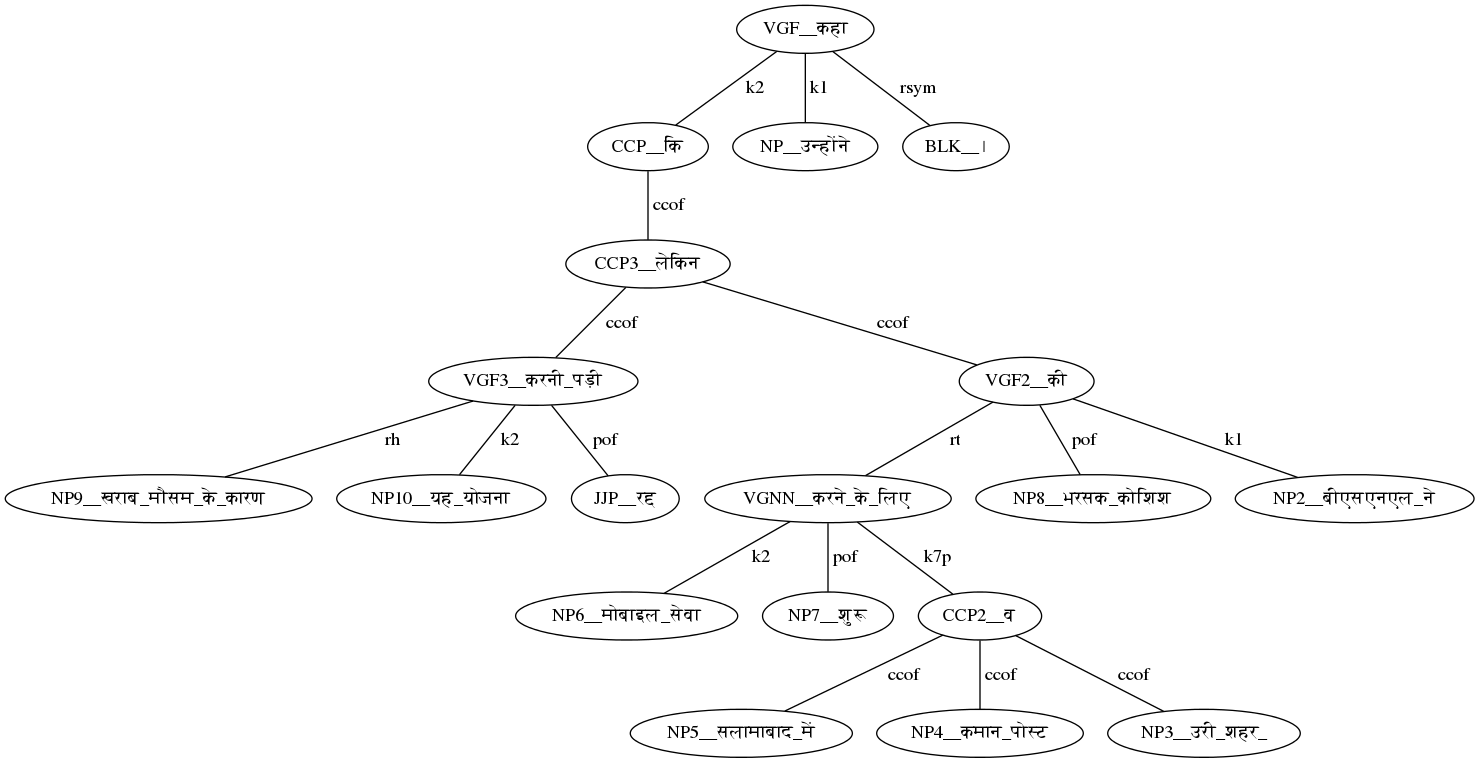 VGF__कहा
k2 k1 rsym
CCP__कि NP__उन्होंने BLK__।
ccof
CCP3__लेकिन
ccof ccof
VGF3__करनी_पड़ी VGF2__की
rh k2 pof rt pof k1
NP9__खराब_मौसम_के_कारण NP10__यह_योजना JJP__रद्द VGNN__करने_के_लिए NP8__भरसक_कोशिश NP2__बीएसएनएल_ने
k2 pof k7p
NP6__मोबाइल_सेवा NP7__शुरू CCP2__व
ccof ccof ccof
NP5__सलामाबाद_में NP4__कमान_पोस्ट NP3__उरी_शहर_